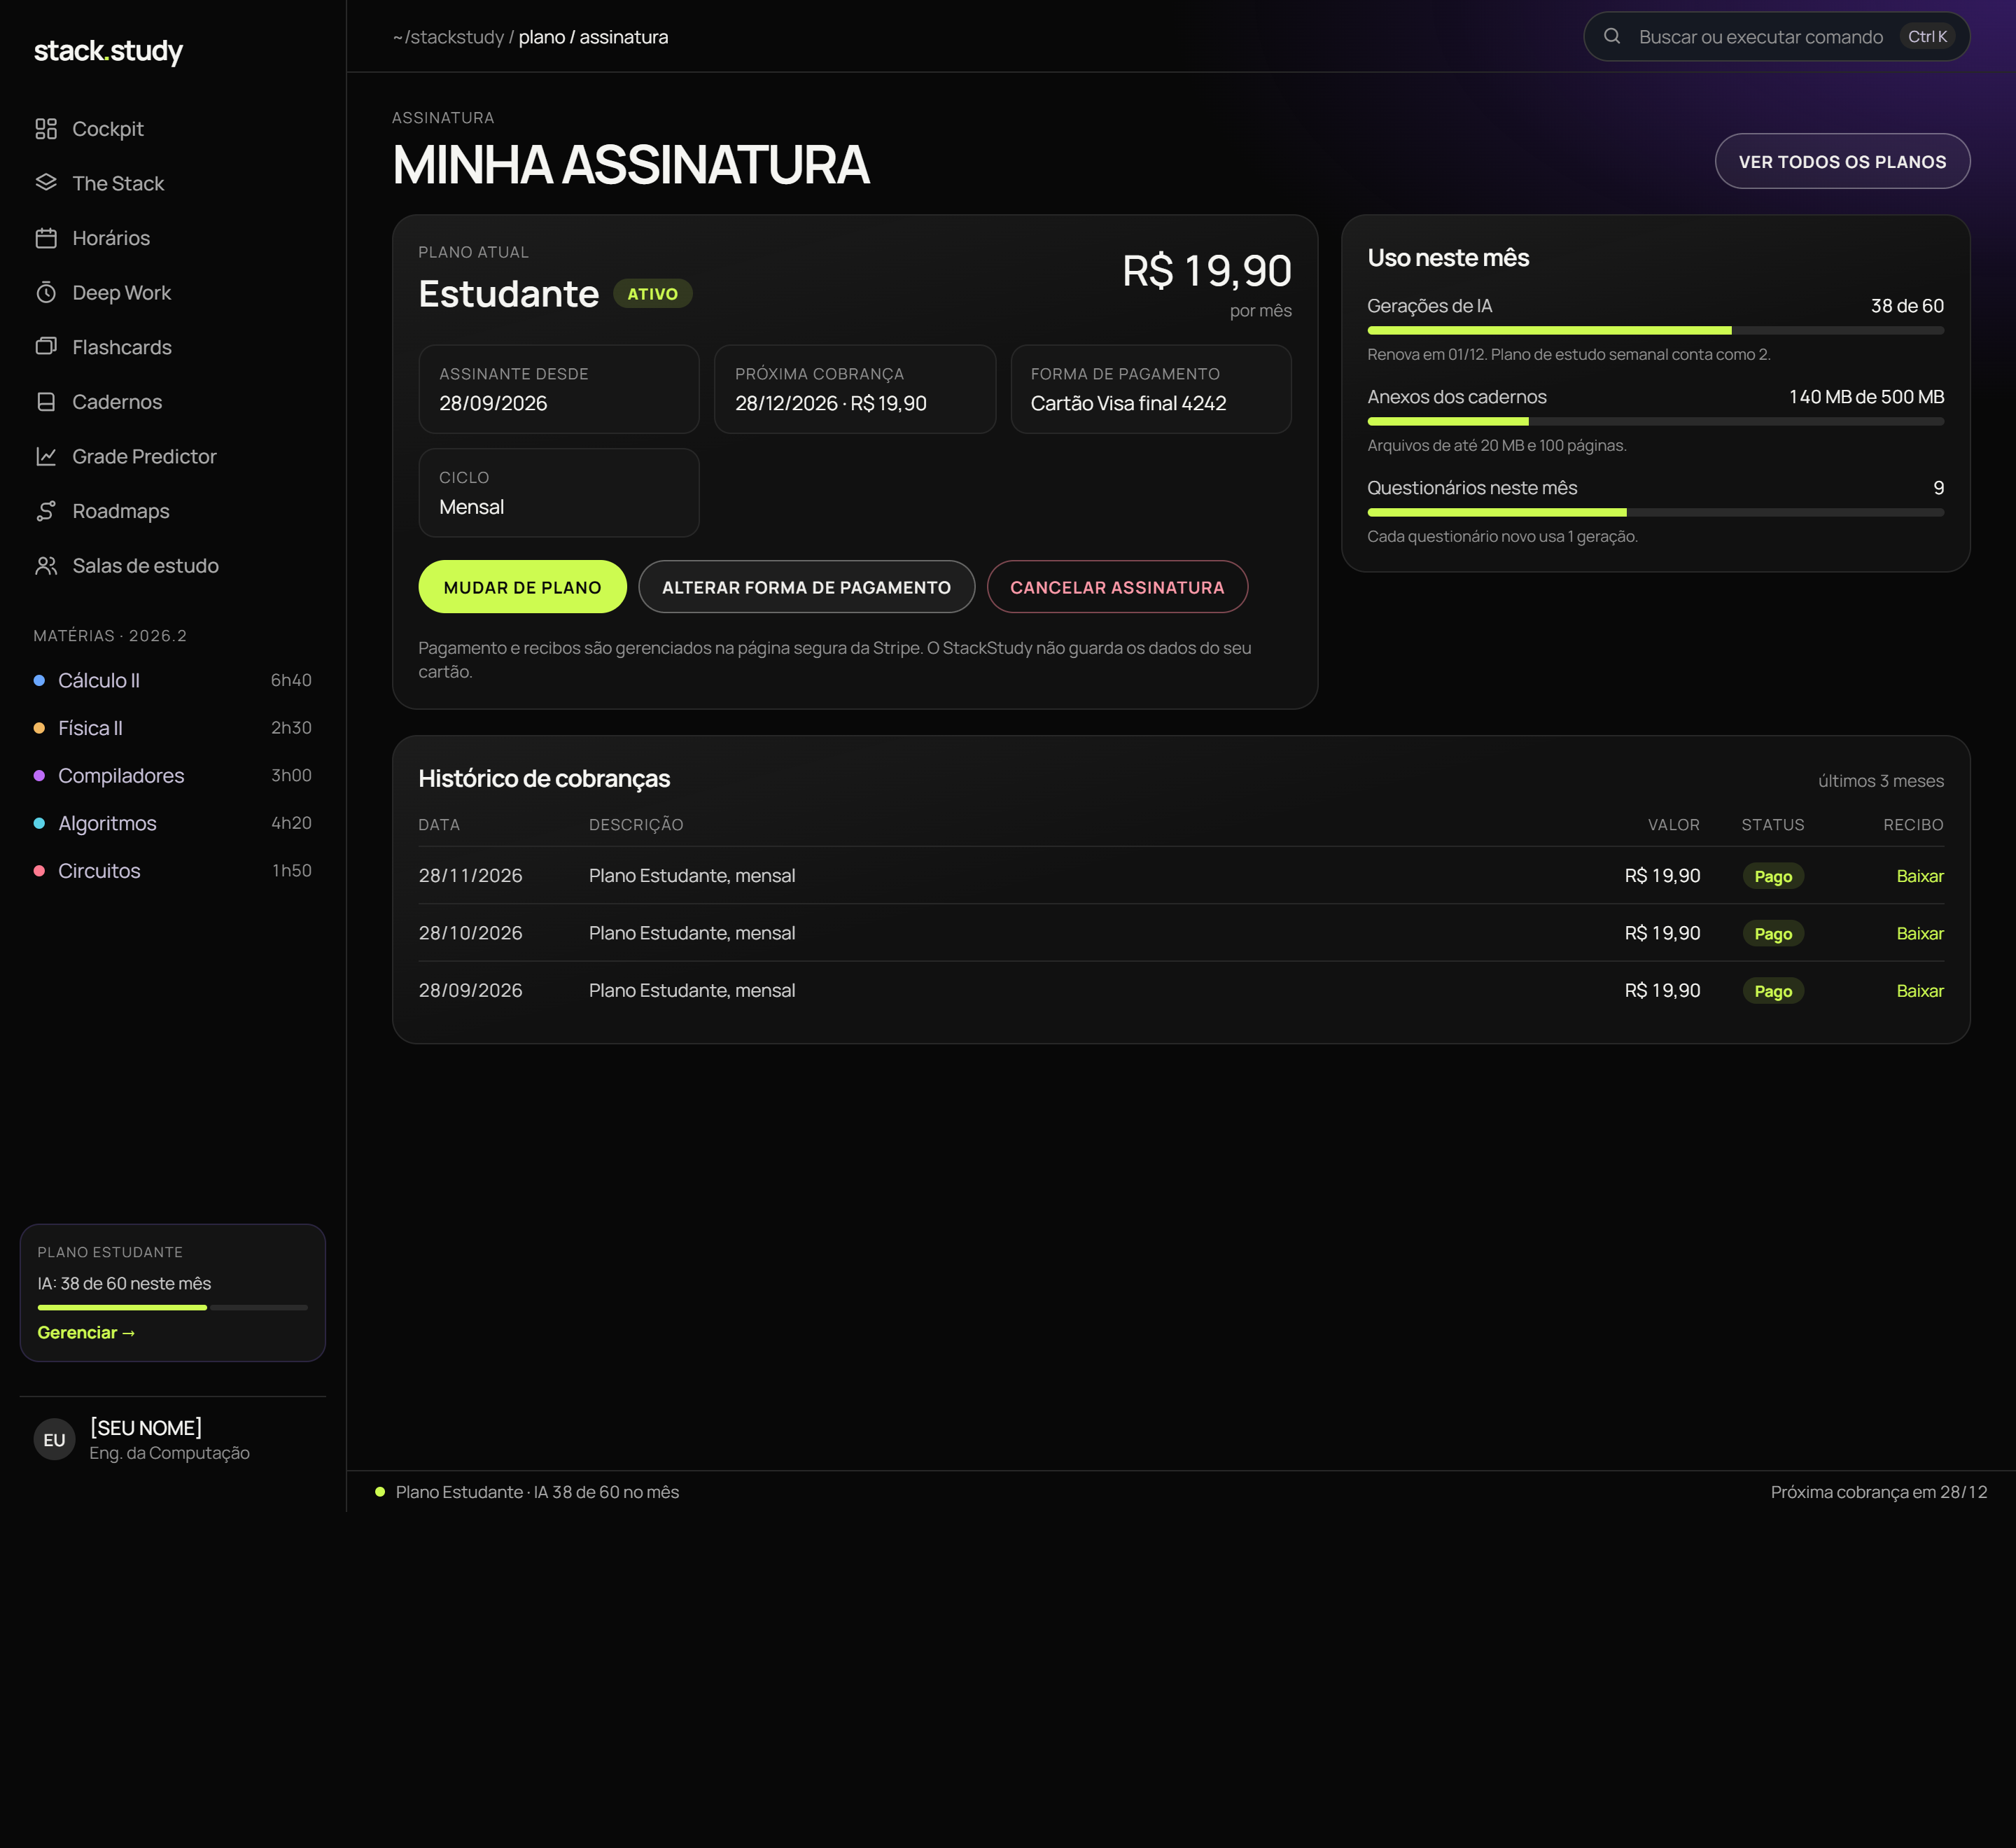 stack.study
Cockpit
The Stack
Horários
Deep Work
Flashcards
Cadernos
Grade Predictor
Roadmaps
Salas de estudo
MATÉRIAS · 2026.2
Cálculo II 6h40
Física II 2h30
Compiladores 3h00
Algoritmos 4h20
Circuitos 1h50
PLANO ESTUDANTE
IA: 38 de 60 neste mês
Gerenciar →
EU
[SEU NOME]
Eng. da Computação
~/stackstudy / plano / assinatura
Buscar ou executar comando Ctrl K
ASSINATURA
MINHA ASSINATURA
VER TODOS OS PLANOS
PLANO ATUAL
Estudante ATIVO
R$ 19,90
por mês
ASSINANTE DESDE
28/09/2026
PRÓXIMA COBRANÇA
28/12/2026 · R$ 19,90
FORMA DE PAGAMENTO
Cartão Visa final 4242
CICLO
Mensal
MUDAR DE PLANO
ALTERAR FORMA DE PAGAMENTO
CANCELAR ASSINATURA
Pagamento e recibos são gerenciados na página segura da Stripe. O StackStudy não guarda os dados do seu
cartão.
Uso neste mês
Gerações de IA 38 de 60
Renova em 01/12. Plano de estudo semanal conta como 2.
Anexos dos cadernos 140 MB de 500 MB
Arquivos de até 20 MB e 100 páginas.
Questionários neste mês 9
Cada questionário novo usa 1 geração.
Histórico de cobranças
últimos 3 meses
DATA DESCRIÇÃO VALOR STATUS RECIBO
28/11/2026 Plano Estudante, mensal R$ 19,90 Pago Baixar
28/10/2026 Plano Estudante, mensal R$ 19,90 Pago Baixar
28/09/2026 Plano Estudante, mensal R$ 19,90 Pago Baixar
Plano Estudante · IA 38 de 60 no mês
Próxima cobrança em 28/12